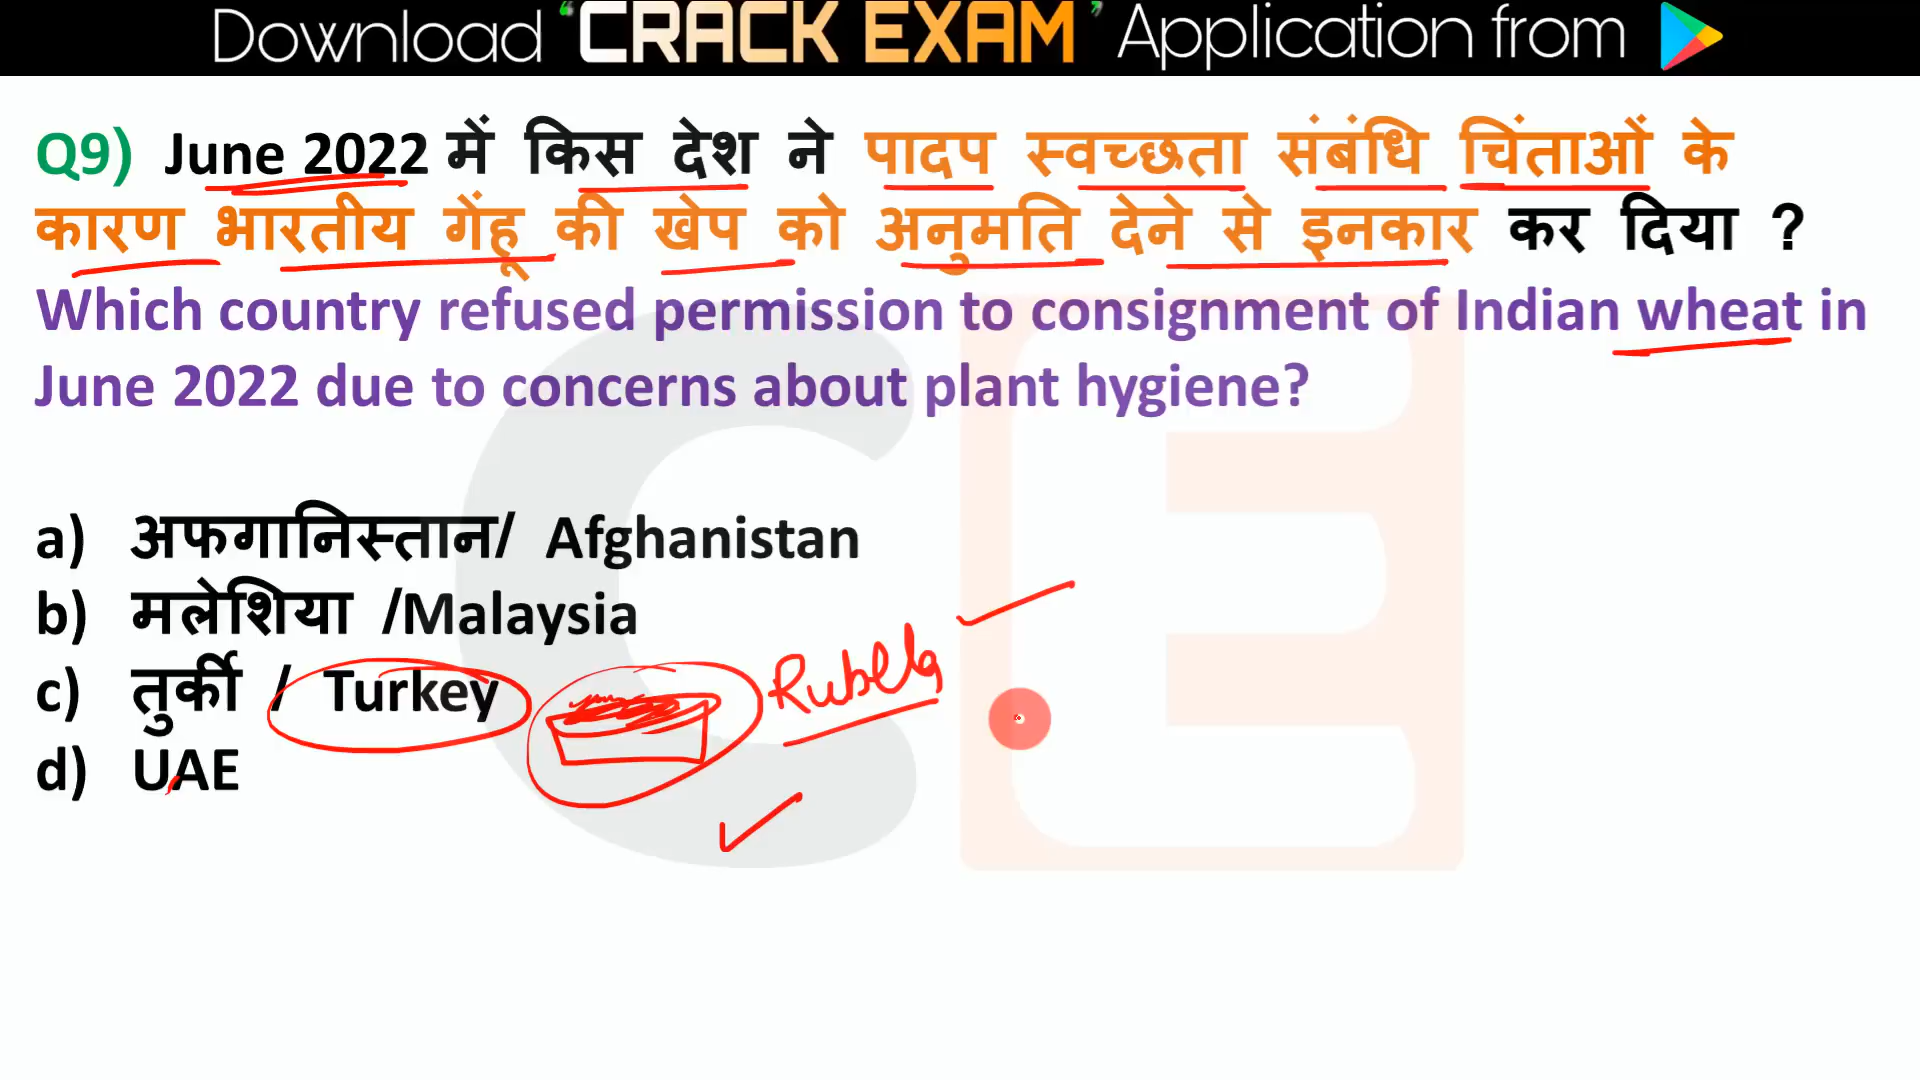 Download ‘CRACK EXAM’ Application from
Q9) June 2022 में किस देश ने पादप स्वच्छता संबंधि चिंताओं के
कारण भारतीय गेंहू की खेप को अनुमति देने से इनकार कर दिया ?
Which country refused permission to consignment of Indian wheat in
June 2022 due to concerns about plant hygiene?
a) अफगानिस्तान/ Afghanistan
b) मलेशिया /Malaysia
c) तुर्की / Turkey
Rubella
d) UAE
CE